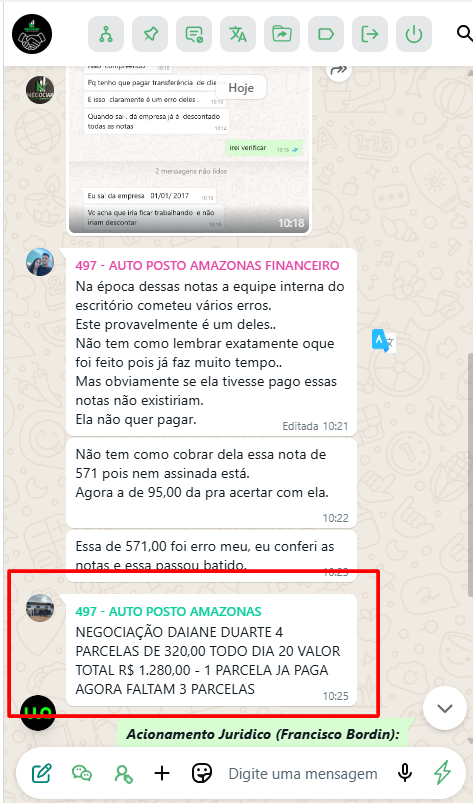 Pq tenho que pagar transferência de clie
Hoje
E isso claramente é um erro deles .
Quando sai , dá empresa já é descontado
todas as notas
irei verificar
10:15
2 mensagens não lidas
Eu sai da empresa 01/01/ 2017
Vc acha que iria ficar trabalhando e não
iriam descontar
10:18
497 - AUTO POSTO AMAZONAS FINANCEIRO
Na época dessas notas a equipe interna do
escritório cometeu vários erros.
Este provavelmente é um deles..
Não tem como lembrar exatamente oque
foi feito pois já faz muito tempo..
Mas obviamente se ela tivesse pago essas
notas não existiriam.
Ela não quer pagar.
Editada 10:21
Não tem como cobrar dela essa nota de
571 pois nem assinada está.
Agora a de 95,00 da pra acertar com ela.
10:22
Essa de 571,00 foi erro meu, eu conferi as
notas e essa passou batido.
10:23
497 - AUTO POSTO AMAZONAS
NEGOCIAÇÃO DAIANE DUARTE 4
PARCELAS DE 320,00 TODO DIA 20 VALOR
TOTAL R$ 1.280,00 - 1 PARCELA JA PAGA
AGORA FALTAM 3 PARCELAS
10:25
Acionamento Juridico (Francisco Bordin):
Digite uma mensagem